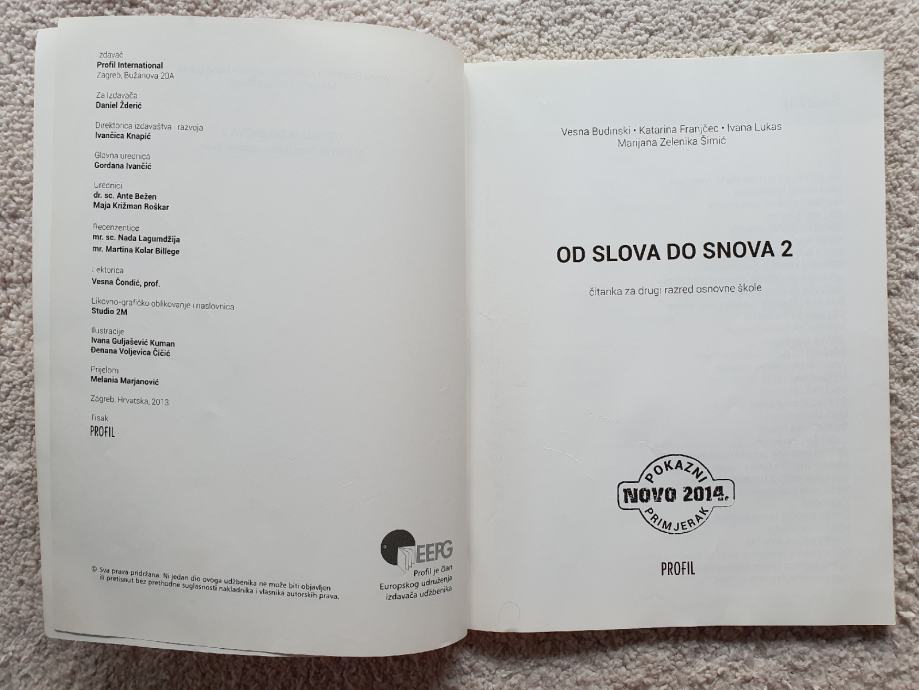 Izdavač
Profil International
Zagreb, Bužanova 20A
Za izdavača
Daniel Žderić
Direktorica izdavaštva i razvoja
Ivančica Knapić
Glavna urednica
Gordana Ivančić
Urednici
dr. sc. Ante Bežen
Maja Križman Roškar
Recenzentice
mr. sc. Nada Lagumdžija
mr. Martina Kolar Billege
Lektorica
Vesna Čondić, prof.
Likovno-grafičko oblikovanje i naslovnica
Studio 2M
Ilustracije
Ivana Guljašević Kuman
Đenana Voljevica Čičić
Prijelom
Melania Marjanović
Zagreb, Hrvatska, 2013.
Tisak
PROFIL
EEPG
Profil je član
Europskog udruženja
izdavača udžbenika
© Sva prava pridržana. Ni jedan dio ovoga udžbenika ne može biti objavljen
ili pretisnut bez prethodne suglasnosti nakladnika i vlasnika autorskih prava.
Vesna Budinski • Katarina Franjčec • Ivana Lukas
Marijana Zelenika Šimić
OD SLOVA DO SNOVA 2
čitanka za drugi razred osnovne škole
POKAZNI
NOVO 2014.
PRIMJERAK
PROFIL